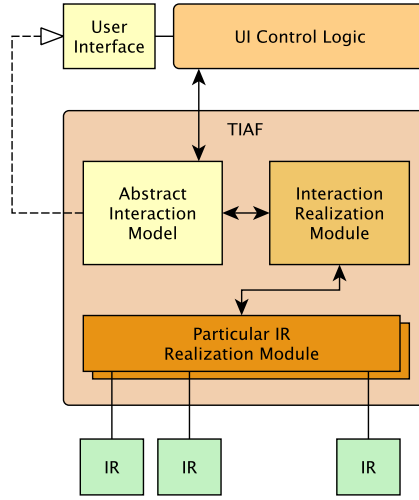 User
Interface
UI Control Logic
TIAF
Abstract
Interaction
Model
Interaction
Realization
Module
Particular IR
Realization Module
IR
IR
IR